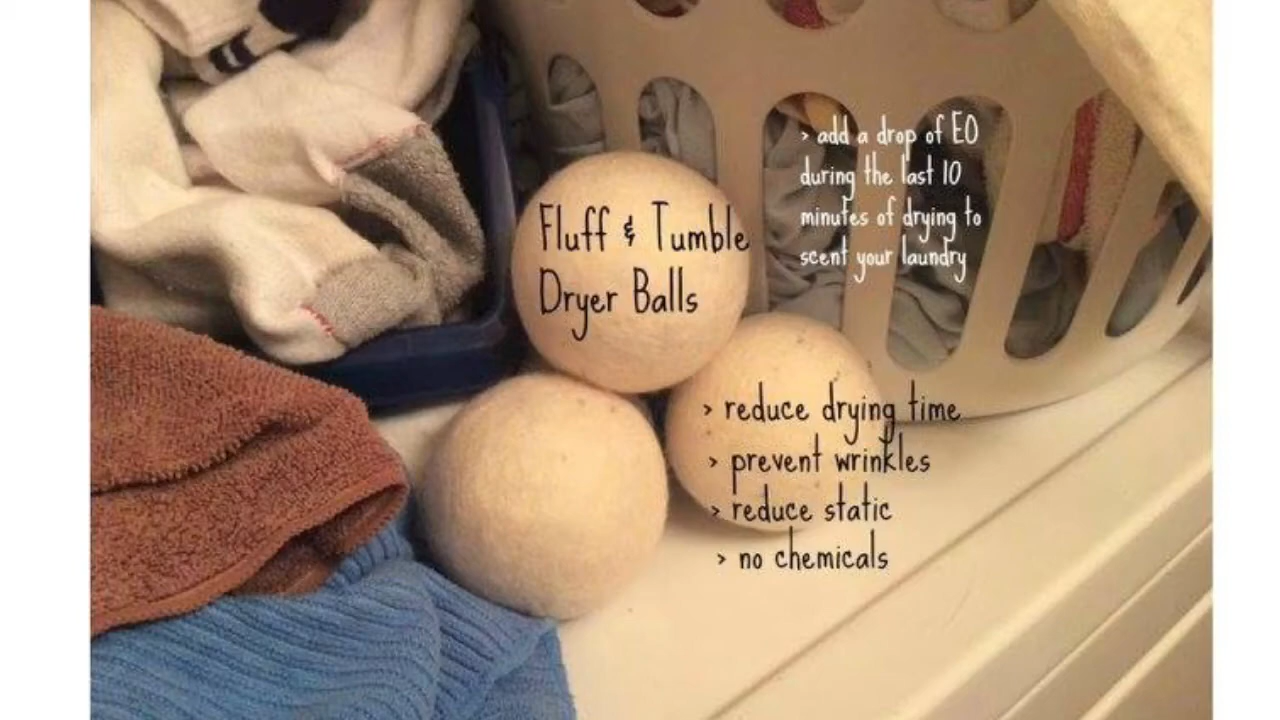 Fluff & Tumble
Dryer Balls
> add a drop of EO
during the last 10
minutes of drying to
scent your laundry
> reduce drying time
> prevent wrinkles
> reduce static
> no chemicals